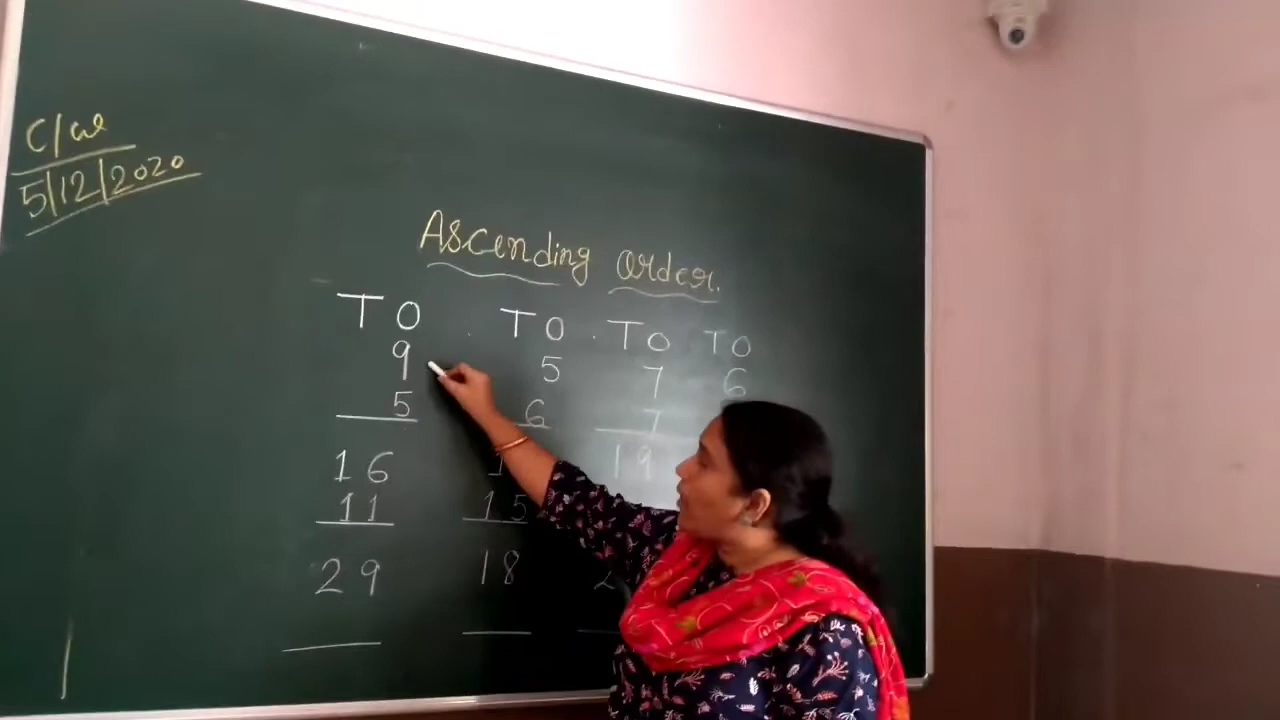 C/w
5/12/2020
Ascending Order.
T O T O T O T O
9 5 7 6
5 6 7
16 19
11 15
29 18